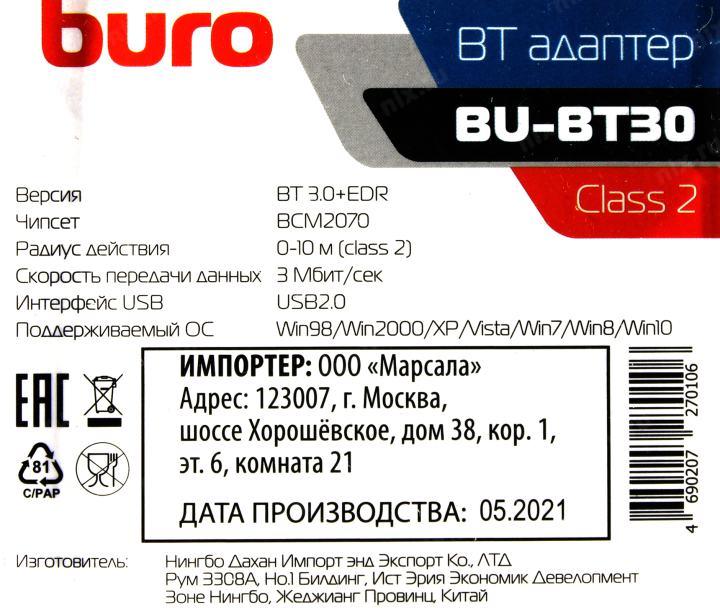 buro
BT адаптер
BU-BT30
Class 2
Версия BT 3.0+EDR
Чипсет BCM2070
Радиус действия 0-10 м (class 2)
Скорость передачи данных 3 Мбит/сек
Интерфейс USB USB2.0
Поддерживаемый ОС Win98/Win2000/XP/Vista/Win7/Win8/Win10
ИМПОРТЕР: ООО «Марсала»
Адрес: 123007, г. Москва,
шоссе Хорошёвское, дом 38, кор. 1,
эт. 6, комната 21
ДАТА ПРОИЗВОДСТВА: 05.2021
EAC
81
C/PAP
4 690207 270106
Изготовитель: Нингбо Дахан Импорт энд Экспорт Ко., ЛТД
Рум 3308А, Но.1 Билдинг, Ист Эрия Экономик Девелопмент
Зоне Нингбо, Жеджианг Провинц, Китай